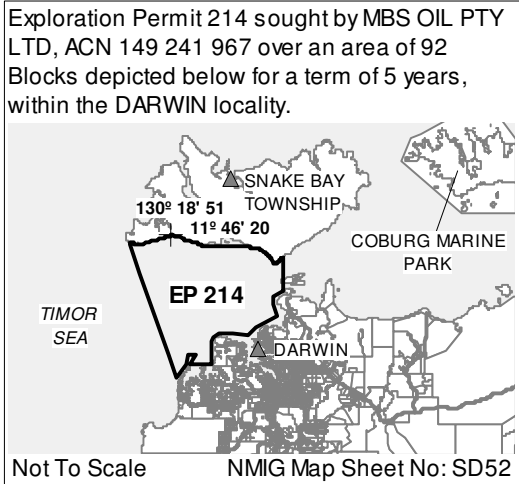 Exploration Permit 214 sought by MBS OIL PTY
LTD, ACN 149 241 967 over an area of 92
Blocks depicted below for a term of 5 years,
within the DARWIN locality.
SNAKE BAY
TOWNSHIP
130º 18' 51
11º 46' 20
COBURG MARINE
PARK
EP 214
TIMOR
SEA
DARWIN
Not To Scale NMIG Map Sheet No: SD52